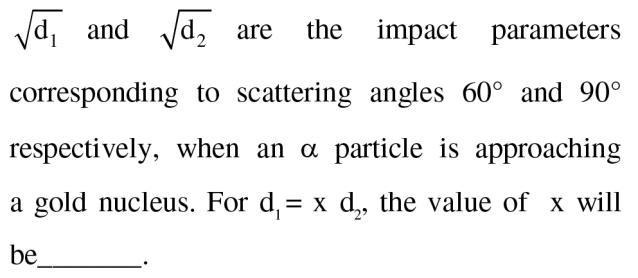 √d₁ and √d₂ are the impact parameters
corresponding to scattering angles 60° and 90°
respectively, when an α particle is approaching
a gold nucleus. For d₁ = x d₂, the value of x will
be________.